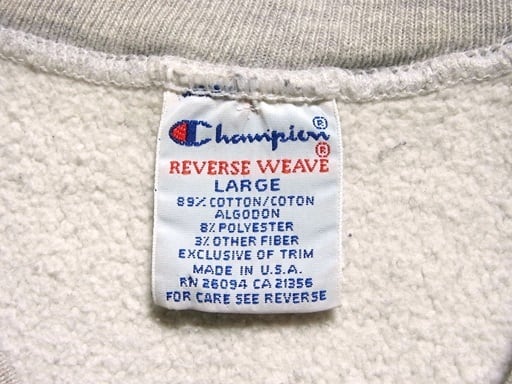 Champion®
REVERSE WEAVE®
LARGE
89% COTTON/COTON
ALGODON
8% POLYESTER
3% OTHER FIBER
EXCLUSIVE OF TRIM
MADE IN U.S.A.
RN 26094 CA 21356
FOR CARE SEE REVERSE